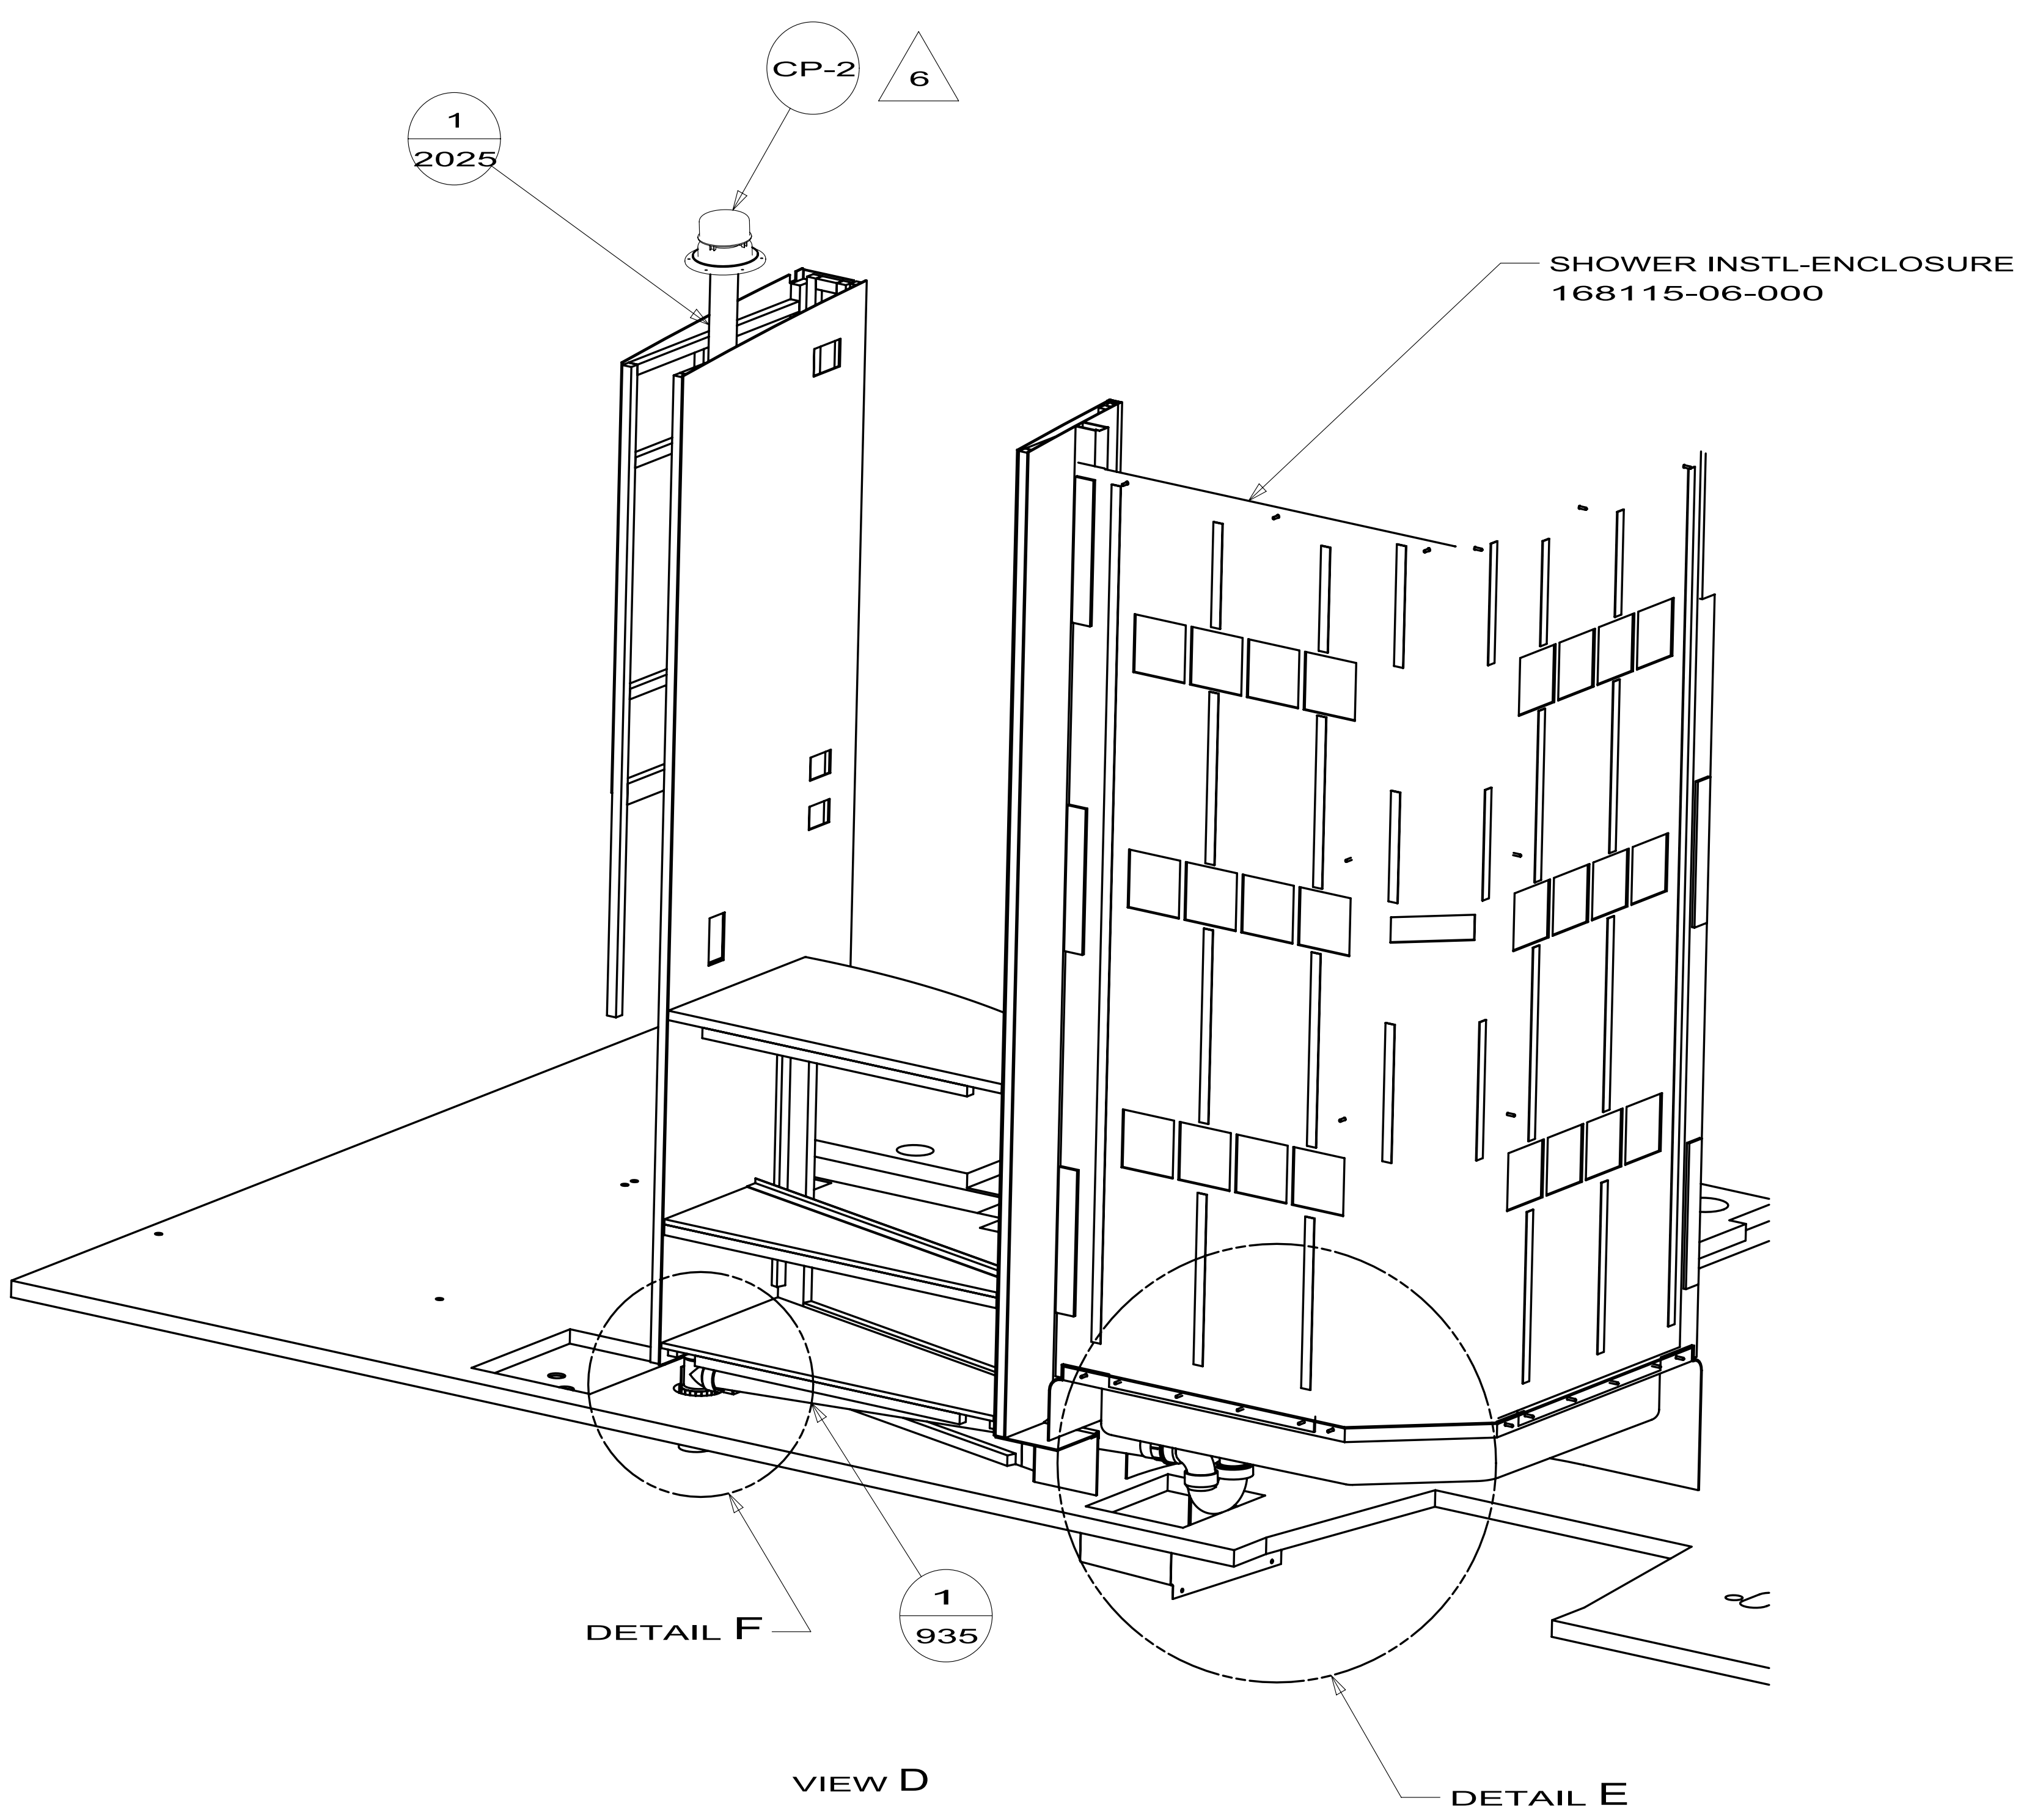 CP-2
6
1
2025
SHOWER INSTL-ENCLOSURE
168115-06-000
1
935
DETAIL F
VIEW D
DETAIL E